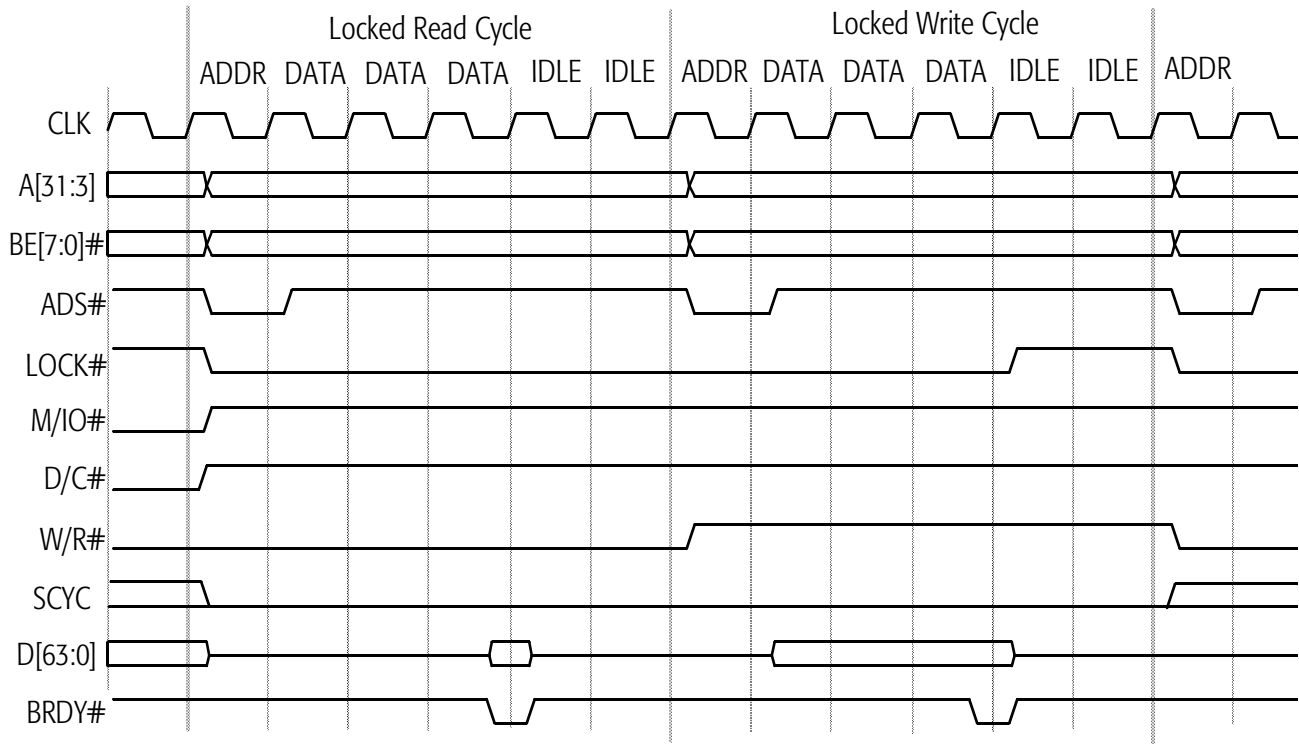 Locked Read Cycle
Locked Write Cycle
ADDR DATA DATA DATA IDLE IDLE ADDR DATA DATA DATA IDLE IDLE ADDR
CLK
A[31:3]
BE[7:0]#
ADS#
LOCK#
M/IO#
D/C#
W/R#
SCYC
D[63:0]
BRDY#